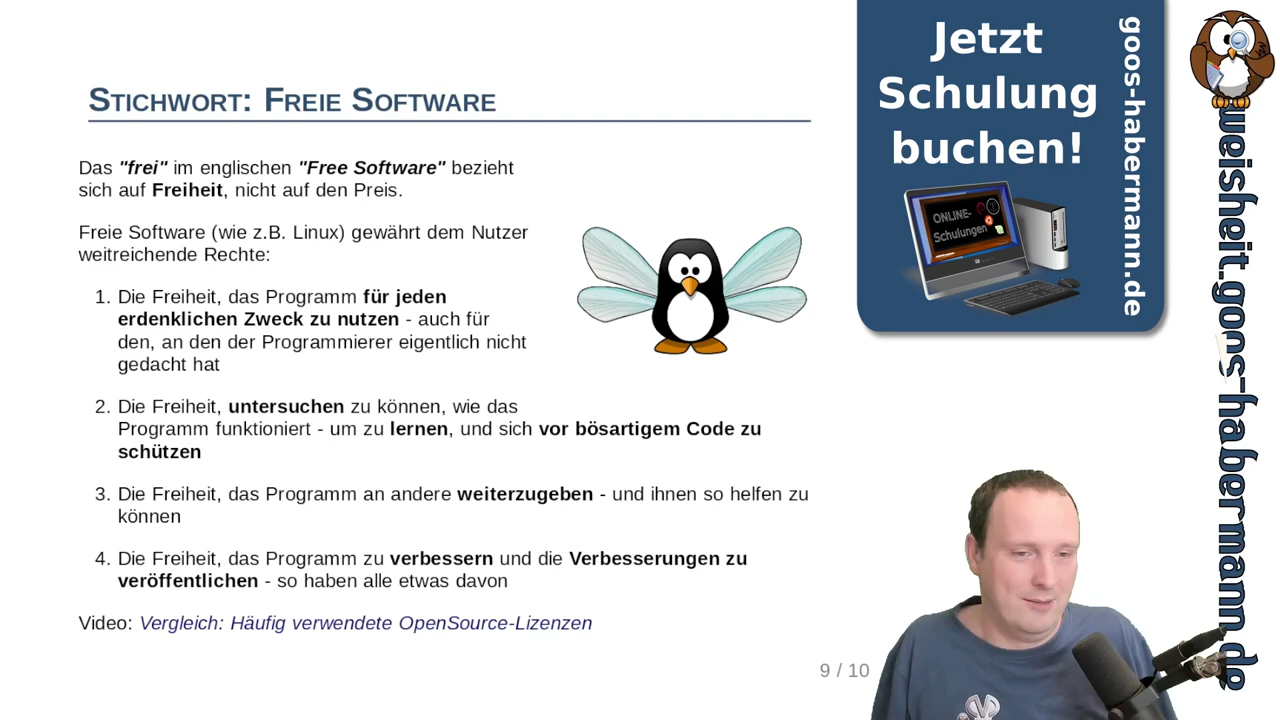 Stichwort: Freie Software
Das "frei" im englischen "Free Software" bezieht
sich auf Freiheit, nicht auf den Preis.
Freie Software (wie z.B. Linux) gewährt dem Nutzer
weitreichende Rechte:
1. Die Freiheit, das Programm für jeden
erdenklichen Zweck zu nutzen - auch für
den, an den der Programmierer eigentlich nicht
gedacht hat
2. Die Freiheit, untersuchen zu können, wie das
Programm funktioniert - um zu lernen, und sich vor bösartigem Code zu
schützen
3. Die Freiheit, das Programm an andere weiterzugeben - und ihnen so helfen zu
können
4. Die Freiheit, das Programm zu verbessern und die Verbesserungen zu
veröffentlichen - so haben alle etwas davon
Video: Vergleich: Häufig verwendete OpenSource-Lizenzen
9 / 10
Jetzt
Schulung
buchen!
goos-habermann.de
ONLINE-
Schulungen
weisheit.goos-habermann.de